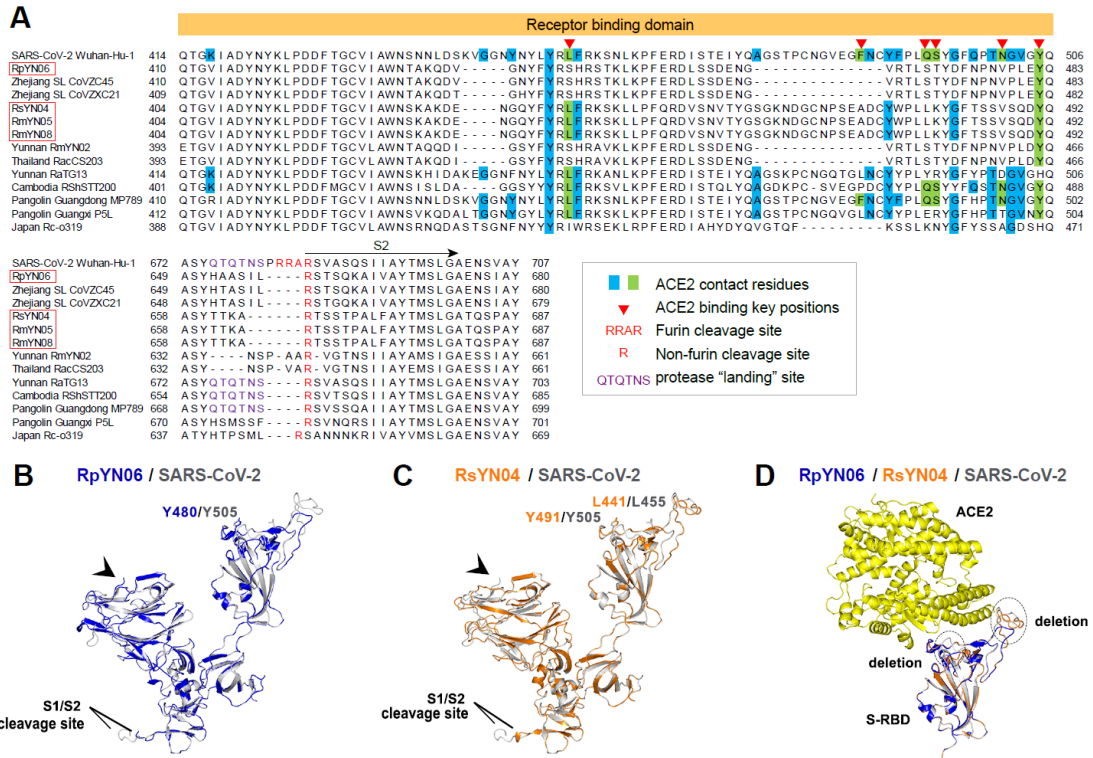 A
Receptor binding domain
SARS-CoV-2 Wuhan-Hu-1 414 QTGKIADYNYKLPDDFTGCVIAWNSNNLDSKVGGNYNYLYRLFRKSNLKPFERDISTEIYQAGSTPCNGVEGFNCYFPLQSYGFQPTNGVGYQ 506
RpYN06 410 QTGVIADYNYKLPDDFTGCVIAWNTAKQDV-----GNYFYRSHRSTKLKPFERDLSSDENG--------------VRTLSTYDFNPNVPLEYQ 483
Zhejiang SL CoVZC45 410 QTGVIADYNYKLPDDFTGCVIAWNTAKQDV-----GNYFYRSHRSTKLKPFERDLSSDENG--------------VRTLSTYDFNPNVPLEYQ 483
Zhejiang SL CoVZXC21 409 QTGVIADYNYKLPDDFTGCVIAWNTAKQDT-----GHYFYRSHRSTKLKPFERDLSSDENG--------------VRTLSTYDFNPNVPLEYQ 482
RsYN04 404 QTGVIADYNYKLPDDFTGCVIAWNSKAKDE----NGQYFYRLFRKSKLLPFQRDVSNVTYGSGKNDGCNPSEADCYWPLLKYGFTSSVSQDYQ 492
RmYN05 404 QTGVIADYNYKLPDDFTGCVIAWNSKAKDE----NGQYFYRLFRKSKLLPFQRDVSNVTYGSGKNDGCNPSEADCYWPLLKYGFTSSVSQDYQ 492
RmYN08 404 QTGVIADYNYKLPDDFTGCVIAWNSKAKDE----NGQYFYRLFRKSKLLPFQRDVSNVTYGSGKNDGCNPSEADCYWPLLKYGFTSSVSQDYQ 492
Yunnan RmYN02 393 ETGVIADYNYKLPDDFTGCVIAWNTAQQDI-----GSYFYRSHRAVKLKPFERDLSSDENG--------------VRTLSTYDFNPNVPLDYQ 466
Thailand RacCS203 393 ETGVIADYNYKLPDDFTGCVIAWNTAKQDI-----GSYFYRSHRAVKLKPFERDLSSDENG--------------VRTLSTYDFNPNVPLDYQ 466
Yunnan RaTG13 414 QTGKIADYNYKLPDDFTGCVIAWNSKHIDAKEGGNFNYLYRLFRKANLKPFERDISTEIYQAGSKPCNGQTGLNCYYPLYRYGFYPTDGVGHQ 506
Cambodia RShSTT200 401 QTGKIADYNYKLPDDFMGCVIAWNSISLDA----GGSYYYRLFRKSVLKPFERDISTQLYQAGDKPC-SVEGPDCYYPLQSYYFQSTNGVGYQ 488
Pangolin Guangdong MP789 410 QTGRIADYNYKLPDDFTGCVIAWNSNNLDSKVGGNYNYLYRLFRKSNLKPFERDISTEIYQAGSTPCNGVEGFNCYFPLQSYGFHPTNGVGYQ 502
Pangolin Guangxi P5L 412 QTGVIADYNYKLPDDFTGCVIAWNSVKQDALTGGNYGYLYRLFRKSKLKPFERDISTEIYQAGSTPCNGQVGLNCYYPLERYGFHPTTGVNYQ 504
Japan Rc-o319 388 QTGVIADYNYKLPDDFTGCVIAWNSRNQDASTSGNFNYYYRIWRSEKLRPFERDIAHYDYQVGTQF---------KSSLKNYGFYSSAGDSHQ 471
S2
SARS-CoV-2 Wuhan-Hu-1 672 ASYQTQTNSPRRARSVASQSIIAYTMSLGAENSVAY 707
RpYN06 649 ASYHAASIL----RSTSQKAIVAYTMSLGAENSIAY 680
Zhejiang SL CoVZC45 649 ASYHTASIL----RSTSQKAIVAYTMSLGAENSIAY 680
Zhejiang SL CoVZXC21 648 ASYHTASIL----RSTGQKAIVAYTMSLGAENSIAY 679
RsYN04 658 ASYTTKA------RSSTSPALFAYTMSLGATQSPAY 687
RmYN05 658 ASYTTKA------RSSTSPALFAYTMSLGATQSPAY 687
RmYN08 658 ASYTTKA------RSSTSPTALFAYTMSLGATQSPAY 687
Yunnan RmYN02 632 ASY----NSP-AAR-VGTNSIIAYAMSIGAESSIAY 661
Thailand RacCS203 632 ASY----NSP-VAR-VGTNSIIAYAMSIGAESSIAY 661
Yunnan RaTG13 672 ASYQTQTNS----RSVASQSIIAYTMSLGAENSVAY 703
Cambodia RShSTT200 654 ASYQTQTNS----RSVTSQSIIAYTMSLGAENSVAY 685
Pangolin Guangdong MP789 668 ASYQTQTNS----RSVSSQAIIAYTMSLGAENSVAY 699
Pangolin Guangxi P5L 670 ASYHSMSSF----RSVNQRSIIAYTMSLGAENSVAY 701
Japan Rc-o319 637 ATYHTPSML---RSANNNKRIVAYVMSLGAENSVAY 669
ACE2 contact residues
ACE2 binding key positions
RRAR Furin cleavage site
R Non-furin cleavage site
QTQTNS protease “landing” site
B RpYN06 / SARS-CoV-2
Y480/Y505
S1/S2
cleavage site
C RsYN04 / SARS-CoV-2
L441/L455
Y491/Y505
S1/S2
cleavage site
D RpYN06 / RsYN04 / SARS-CoV-2
ACE2
deletion
deletion
S-RBD